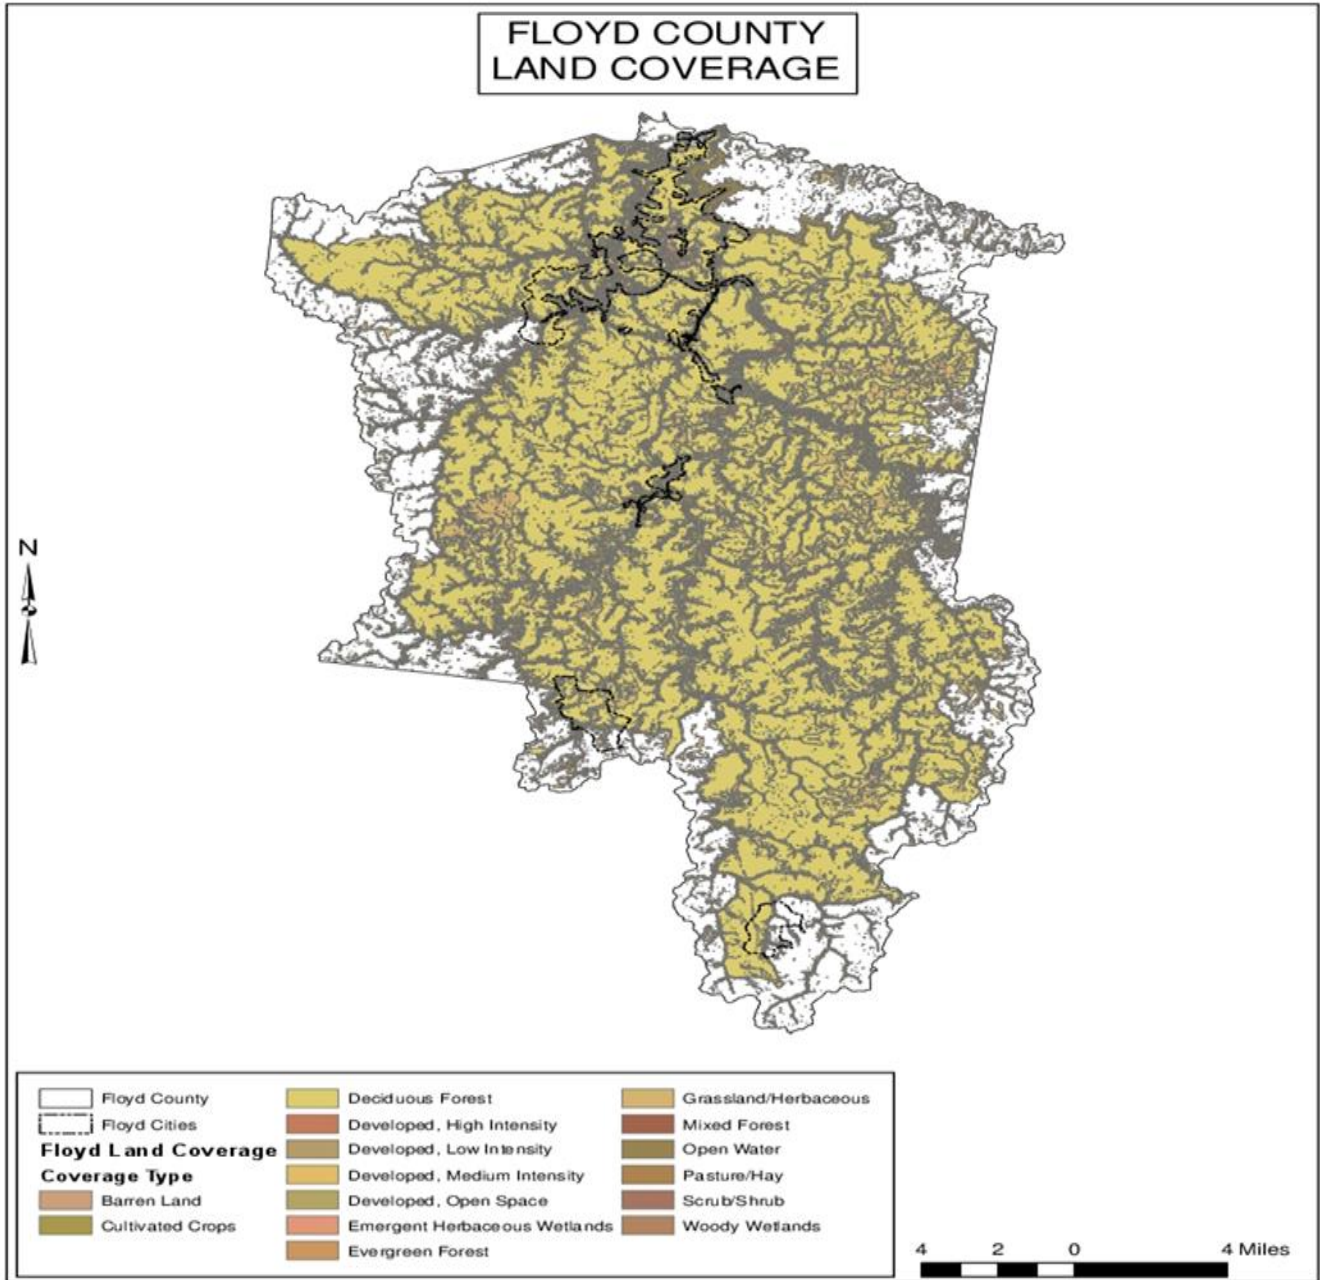 FLOYD COUNTY
LAND COVERAGE
N
Floyd County
Floyd Cities
Floyd Land Coverage
Coverage Type
Barren Land
Cultivated Crops
Deciduous Forest
Developed, High Intensity
Developed, Low Intensity
Developed, Medium Intensity
Developed, Open Space
Emergent Herbaceous Wetlands
Evergreen Forest
Grassland/Herbaceous
Mixed Forest
Open Water
Pasture/Hay
Scrub/Shrub
Woody Wetlands
4 2 0 4 Miles